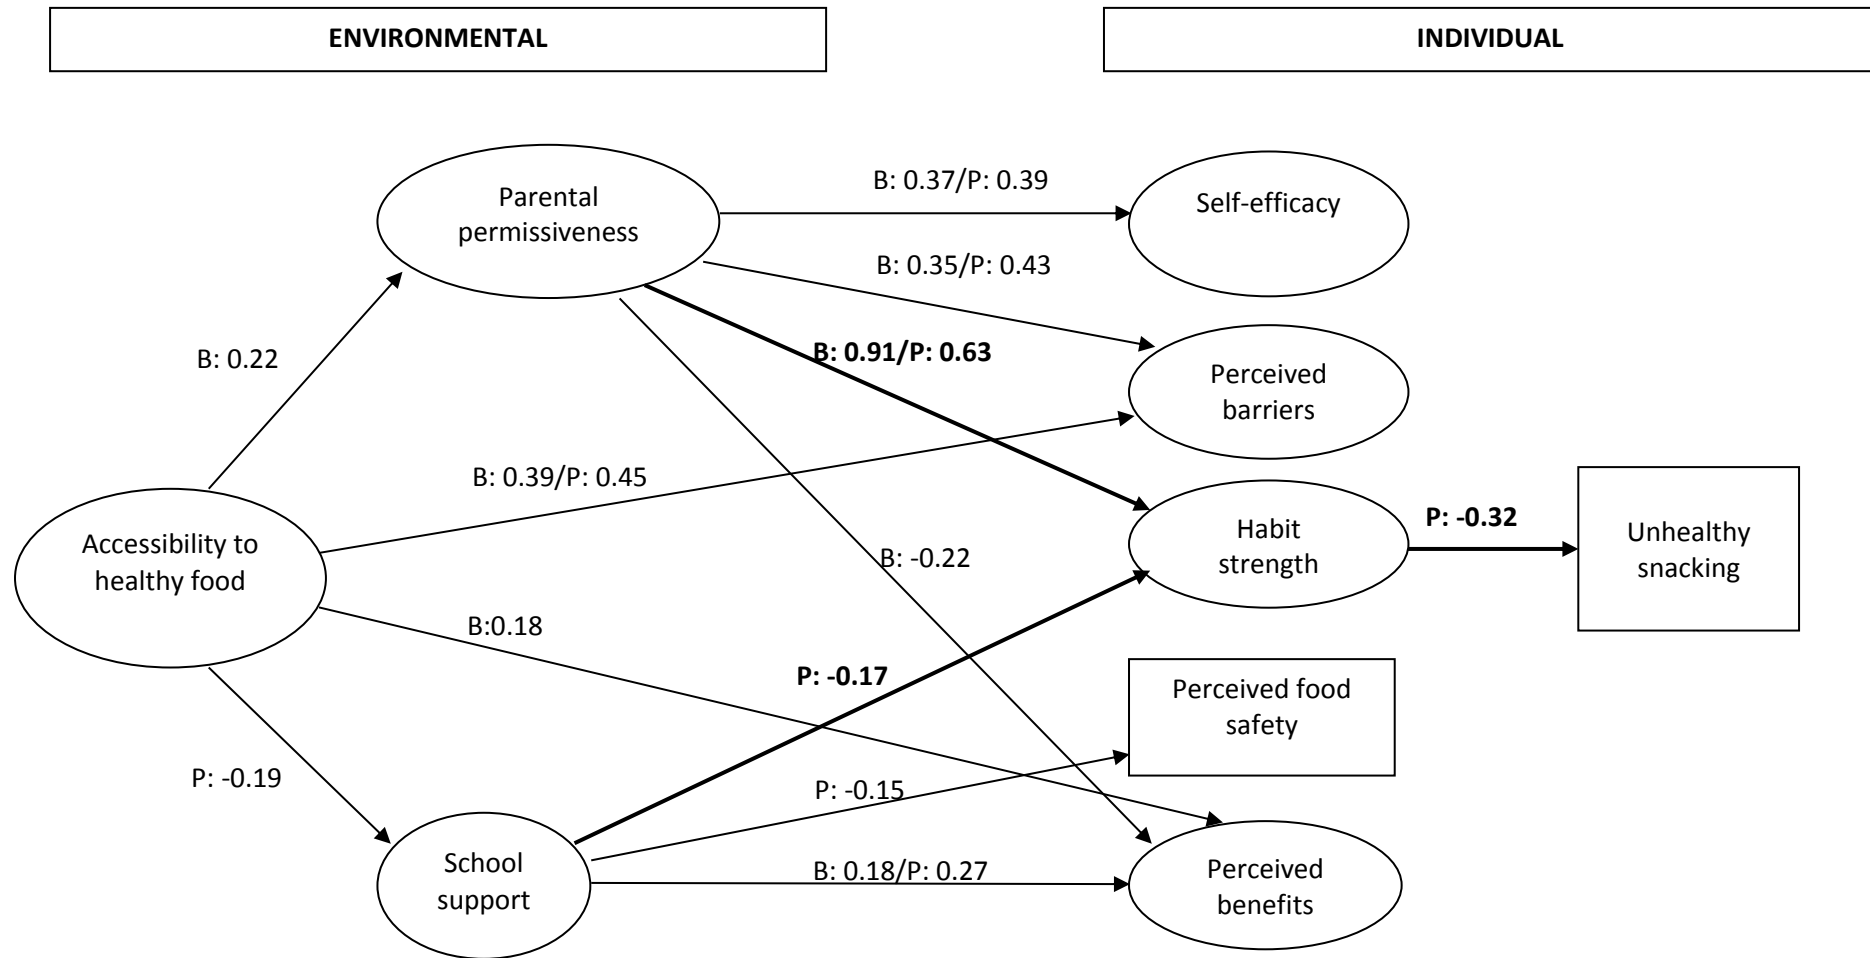 ENVIRONMENTAL
INDIVIDUAL
Parental
permissiveness
B: 0.37/P: 0.39
Self-efficacy
B: 0.35/P: 0.43
B: 0.22
B: 0.91/P: 0.63
Perceived
barriers
B: 0.39/P: 0.45
Accessibility to
healthy food
Habit
strength
P: -0.32
Unhealthy
snacking
B: -0.22
B:0.18
P: -0.17
Perceived food
safety
P: -0.19
P: -0.15
School
support
B: 0.18/P: 0.27
Perceived
benefits